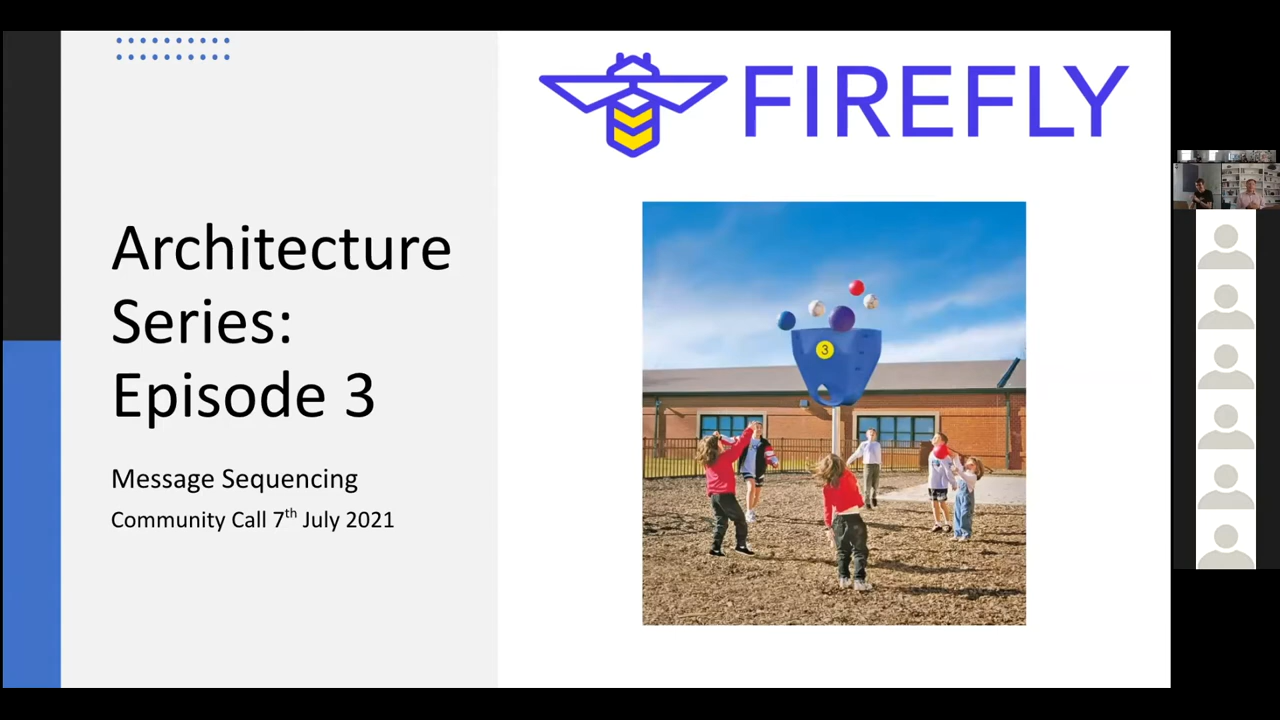 FIREFLY
Architecture
Series:
Episode 3
Message Sequencing
Community Call 7th July 2021
3